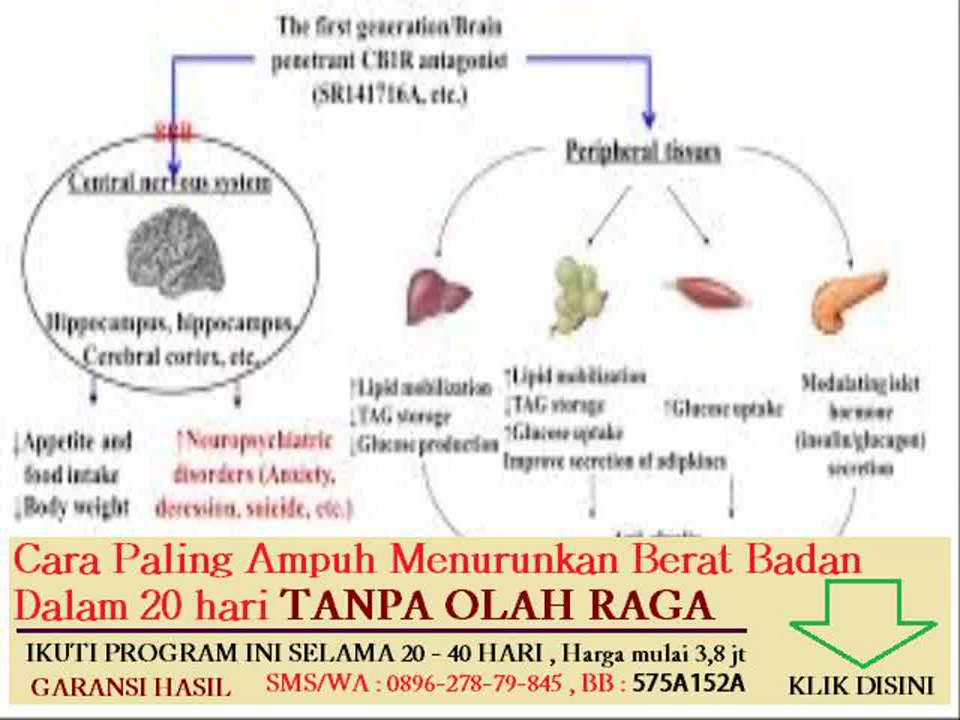 The first generation/Brain
penetrant CB1R antagonist
(SR141716A, etc.)
BBB
Central nervous system
Hippocampus, hippocampus,
Cerebral cortex, etc.
↓Appetite and
food intake
↓Body weight
↑Neuropsychiatric
disorders (Anxiety,
deression, suicide, etc.)
Peripheral tissues
↑Lipid mobilization
↓TAG storage
↓Glucose production
↑Lipid mobilization
↓TAG storage
↑Glucose uptake
Improve secretion of adipkines
↑Glucose uptake
Modulating islet
hormone
(insulin/glucagon)
secretion
Cara Paling Ampuh Menurunkan Berat Badan
Dalam 20 hari TANPA OLAH RAGA
IKUTI PROGRAM INI SELAMA 20 - 40 HARI , Harga mulai 3,8 jt
GARANSI HASIL SMS/WA : 0896-278-79-845 , BB : 575A152A
KLIK DISINI